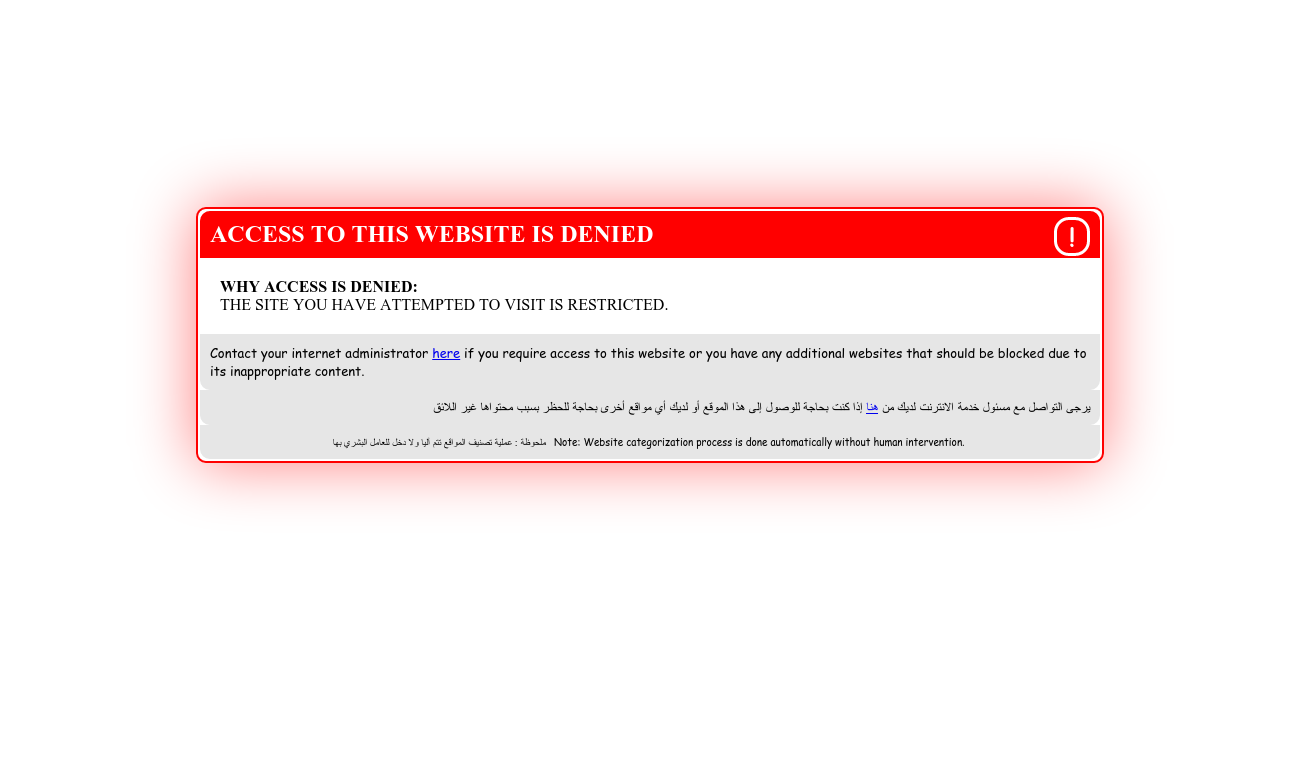 ACCESS TO THIS WEBSITE IS DENIED
!
WHY ACCESS IS DENIED:
THE SITE YOU HAVE ATTEMPTED TO VISIT IS RESTRICTED.
Contact your internet administrator here if you require access to this website or you have any additional websites that should be blocked due to
its inappropriate content.
يرجى التواصل مع مسئول خدمة الانترنت لديك من هنا إذا كنت بحاجة للوصول إلى هذا الموقع أو لديك أي مواقع أخرى بحاجة للحظر بسبب محتواها غير اللائق
ملحوظة : عملية تصنيف المواقع تتم آليا ولا دخل للعامل البشري بها Note: Website categorization process is done automatically without human intervention.